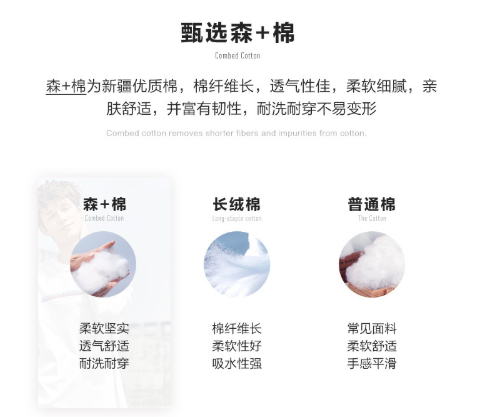 甄选森+棉
Combed Cotton
森+棉为新疆优质棉，棉纤维长，透气性佳，柔软细腻，亲
肤舒适，并富有韧性，耐洗耐穿不易变形
Combed cotton removes shorter fibers and impurities from cotton.
森+棉
Combed Cotton
长绒棉
Long-staple cotton
普通棉
The Cotton
柔软坚实
透气舒适
耐洗耐穿
棉纤维长
柔软性好
吸水性强
常见面料
柔软舒适
手感平滑